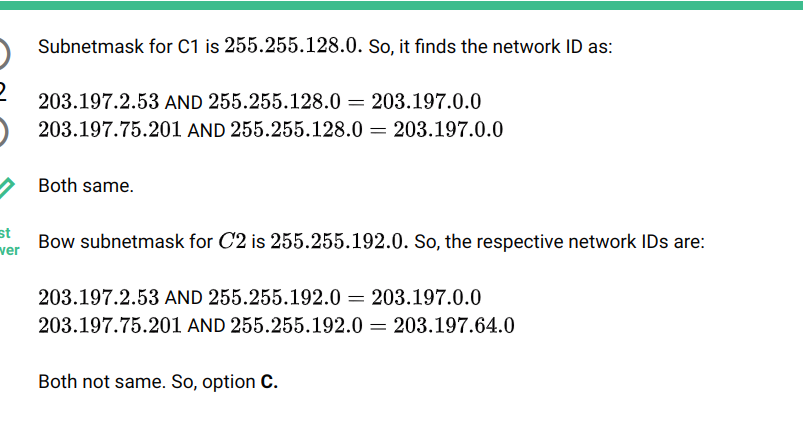 Subnetmask for C1 is 255.255.128.0. So, it finds the network ID as:
2
203.197.2.53 AND 255.255.128.0 = 203.197.0.0
203.197.75.201 AND 255.255.128.0 = 203.197.0.0
Both same.
st
wer
Bow subnetmask for C2 is 255.255.192.0. So, the respective network IDs are:
203.197.2.53 AND 255.255.192.0 = 203.197.0.0
203.197.75.201 AND 255.255.192.0 = 203.197.64.0
Both not same. So, option C.